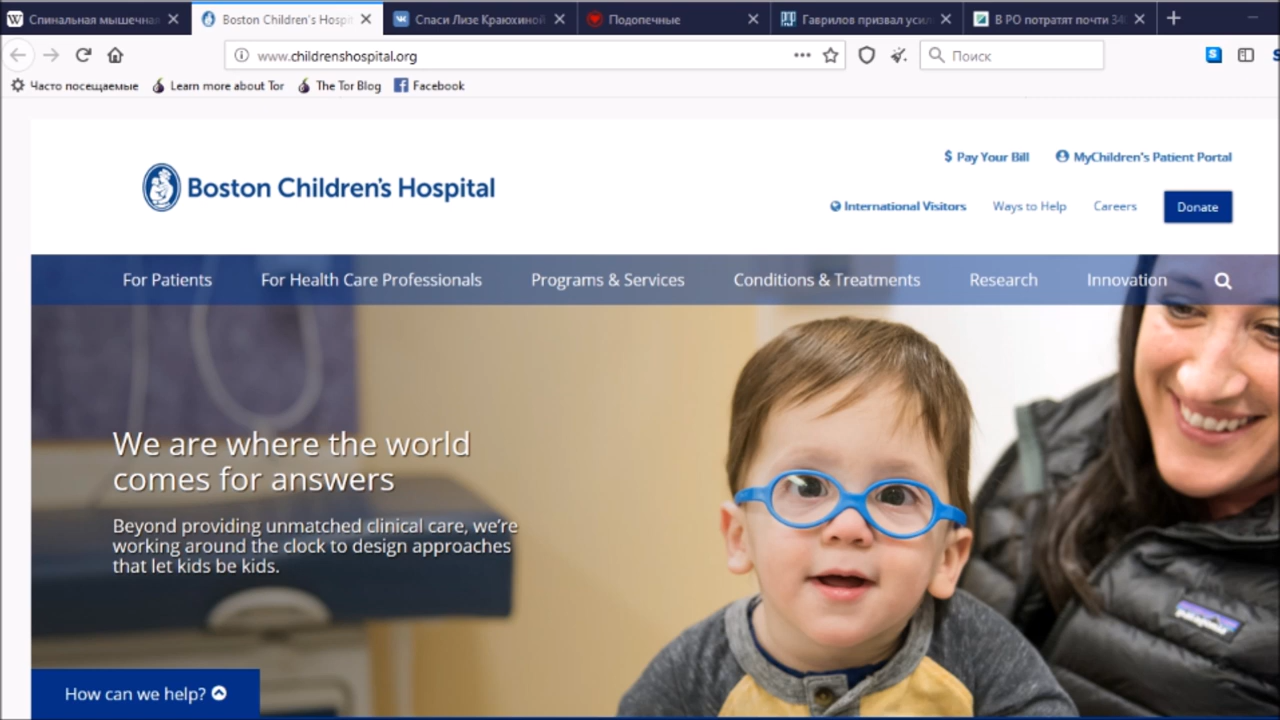 Спинальная мышечна
Boston Children's Hospit
Спаси Лизе Краюхиной
Подопечные
Гаврилов призвал усил
В РО потратят почти 34
www.childrenshospital.org
Поиск
Часто посещаемые
Learn more about Tor
The Tor Blog
Facebook
$ Pay Your Bill
MyChildren's Patient Portal
Boston Children's Hospital
International Visitors
Ways to Help
Careers
Donate
For Patients
For Health Care Professionals
Programs & Services
Conditions & Treatments
Research
Innovation
We are where the world
comes for answers
Beyond providing unmatched clinical care, we're
working around the clock to design approaches
that let kids be kids.
patagonia
How can we help?